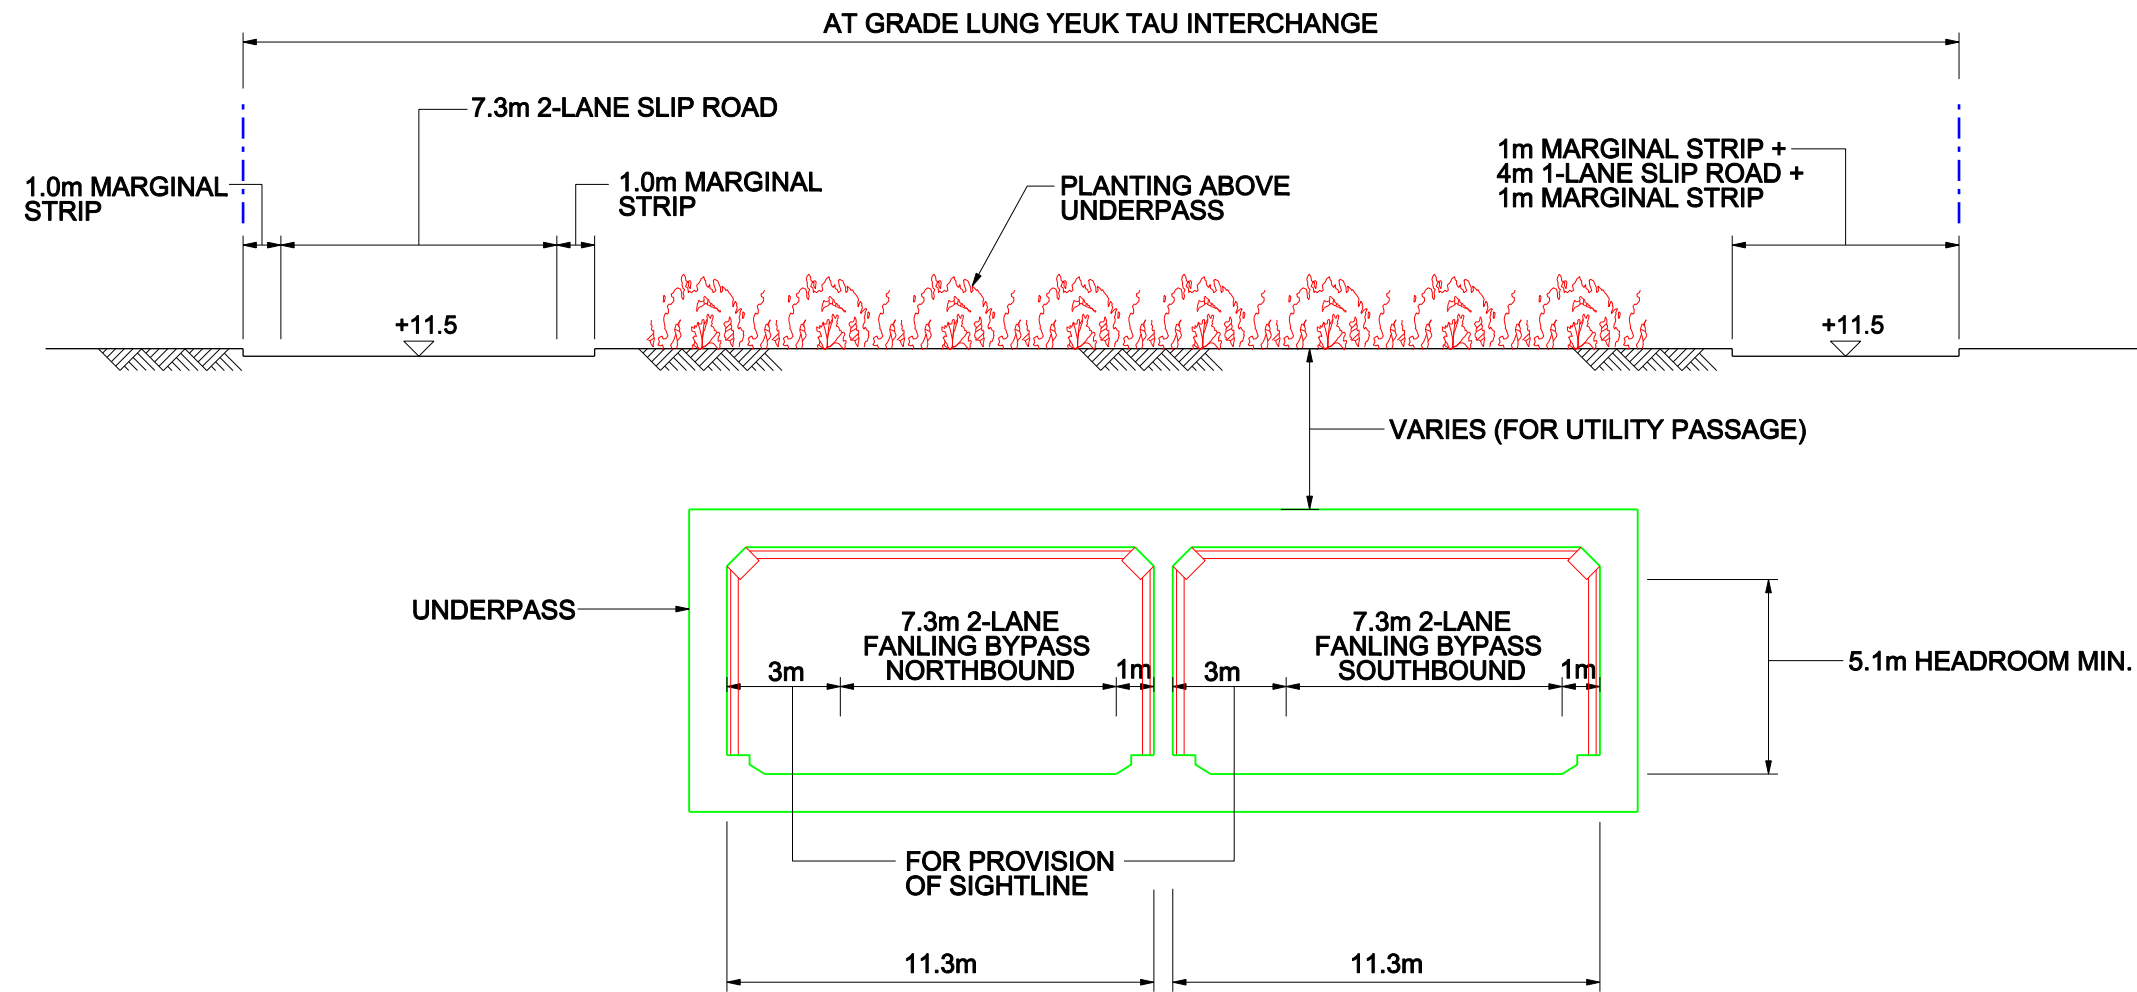 AT GRADE LUNG YEUK TAU INTERCHANGE
7.3m 2-LANE SLIP ROAD
1.0m MARGINAL
STRIP
1.0m MARGINAL
STRIP
PLANTING ABOVE
UNDERPASS
1m MARGINAL STRIP +
4m 1-LANE SLIP ROAD +
1m MARGINAL STRIP
+11.5
+11.5
VARIES (FOR UTILITY PASSAGE)
UNDERPASS
7.3m 2-LANE
FANLING BYPASS
NORTHBOUND
3m
1m
7.3m 2-LANE
FANLING BYPASS
SOUTHBOUND
3m
1m
5.1m HEADROOM MIN.
FOR PROVISION
OF SIGHTLINE
11.3m
11.3m